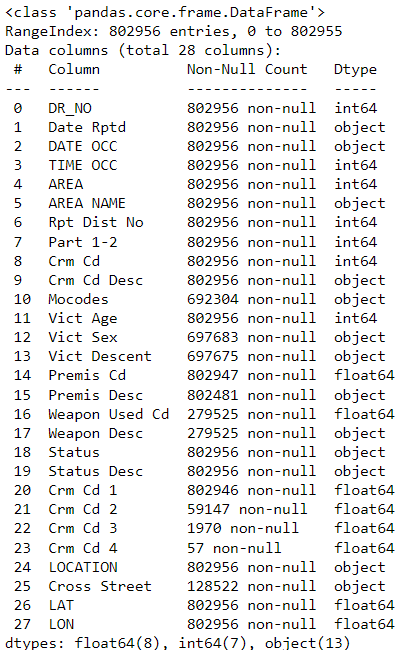 <class 'pandas.core.frame.DataFrame'>
RangeIndex: 802956 entries, 0 to 802955
Data columns (total 28 columns):
 #   Column          Non-Null Count   Dtype
---  ------          --------------   -----
 0   DR_NO           802956 non-null  int64
 1   Date Rptd       802956 non-null  object
 2   DATE OCC        802956 non-null  object
 3   TIME OCC        802956 non-null  int64
 4   AREA            802956 non-null  int64
 5   AREA NAME       802956 non-null  object
 6   Rpt Dist No     802956 non-null  int64
 7   Part 1-2        802956 non-null  int64
 8   Crm Cd          802956 non-null  int64
 9   Crm Cd Desc     802956 non-null  object
 10  Mocodes         692304 non-null  object
 11  Vict Age        802956 non-null  int64
 12  Vict Sex        697683 non-null  object
 13  Vict Descent    697675 non-null  object
 14  Premis Cd       802947 non-null  float64
 15  Premis Desc     802481 non-null  object
 16  Weapon Used Cd  279525 non-null  float64
 17  Weapon Desc     279525 non-null  object
 18  Status          802956 non-null  object
 19  Status Desc     802956 non-null  object
 20  Crm Cd 1        802946 non-null  float64
 21  Crm Cd 2        59147 non-null   float64
 22  Crm Cd 3        1970 non-null    float64
 23  Crm Cd 4        57 non-null      float64
 24  LOCATION        802956 non-null  object
 25  Cross Street    128522 non-null  object
 26  LAT             802956 non-null  float64
 27  LON             802956 non-null  float64
dtypes: float64(8), int64(7), object(13)